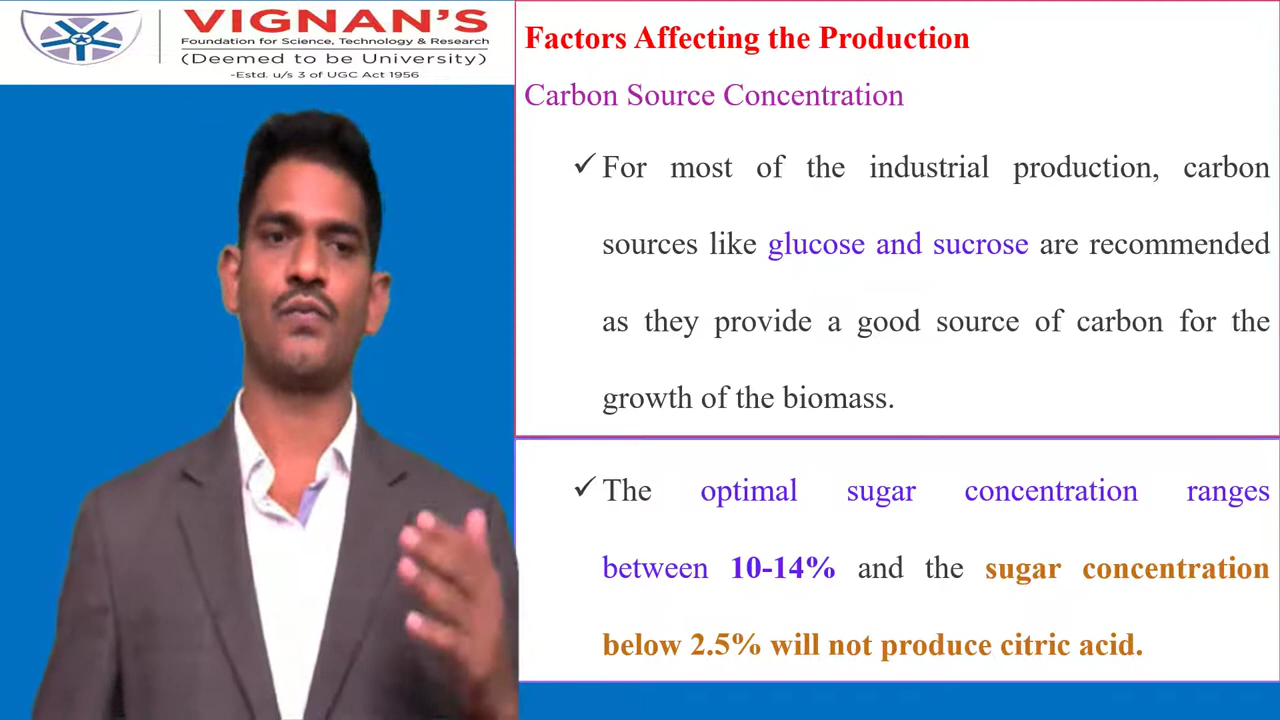 VIGNAN'S
Foundation for Science, Technology & Research
(Deemed to be University)
-Estd. u/s 3 of UGC Act 1956
Factors Affecting the Production
Carbon Source Concentration
✓ For most of the industrial production, carbon
sources like glucose and sucrose are recommended
as they provide a good source of carbon for the
growth of the biomass.
✓ The optimal sugar concentration ranges
between 10-14% and the sugar concentration
below 2.5% will not produce citric acid.